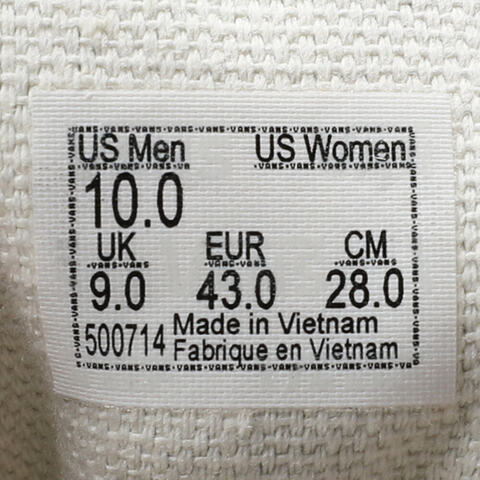 US Men US Women
10.0
UK EUR CM
9.0 43.0 28.0
500714 Made in Vietnam
Fabrique en Vietnam